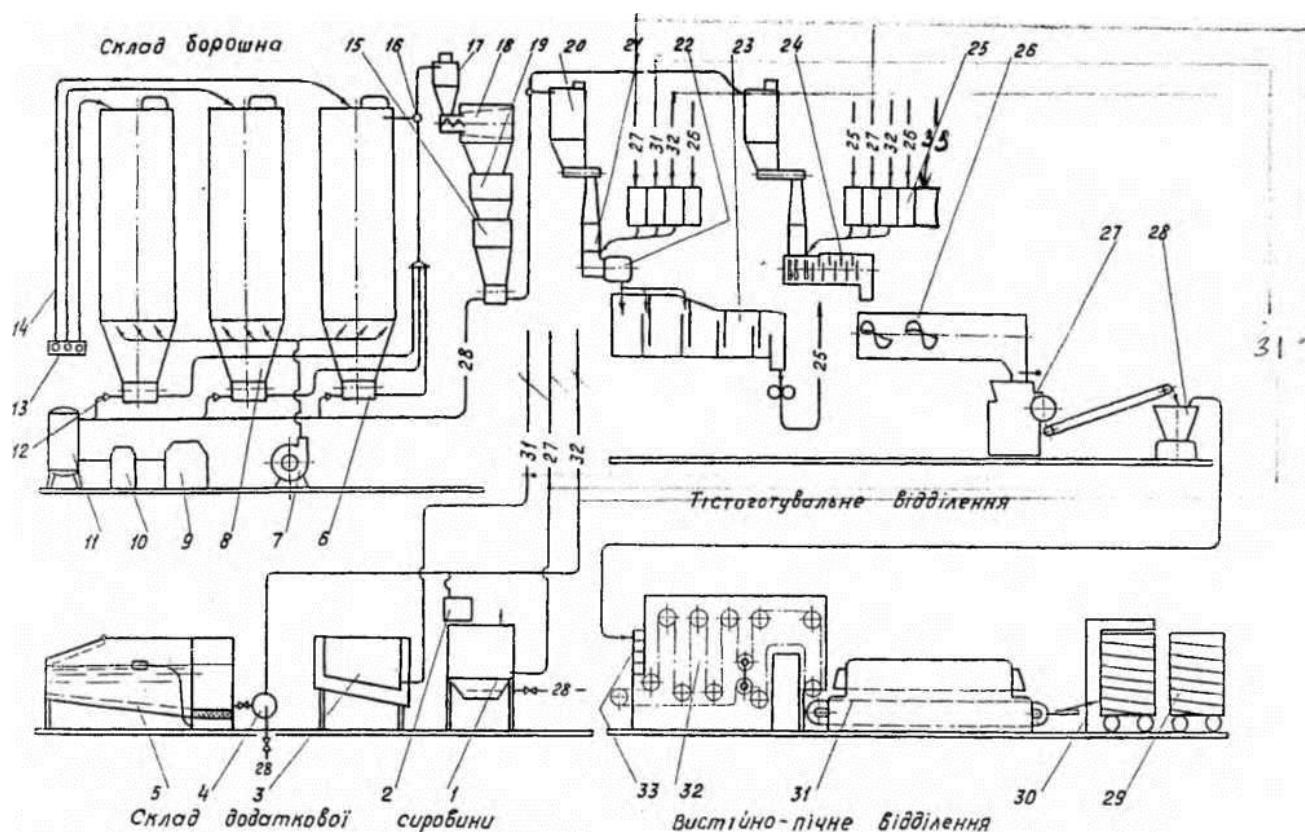 Склад борошна
15 16 17 18 19 20 21 22 23 24 25 26
27 31 32 26
25 27 32 26 33
27 28
14
28
25
31
13
12
31 27 32
11 10 9 8 7 6
Тістоготувальне відділення
28
28
5 4 3 2 1
33 32 31 30 29
Склад додаткової сировини
Вистійно-пічне відділення